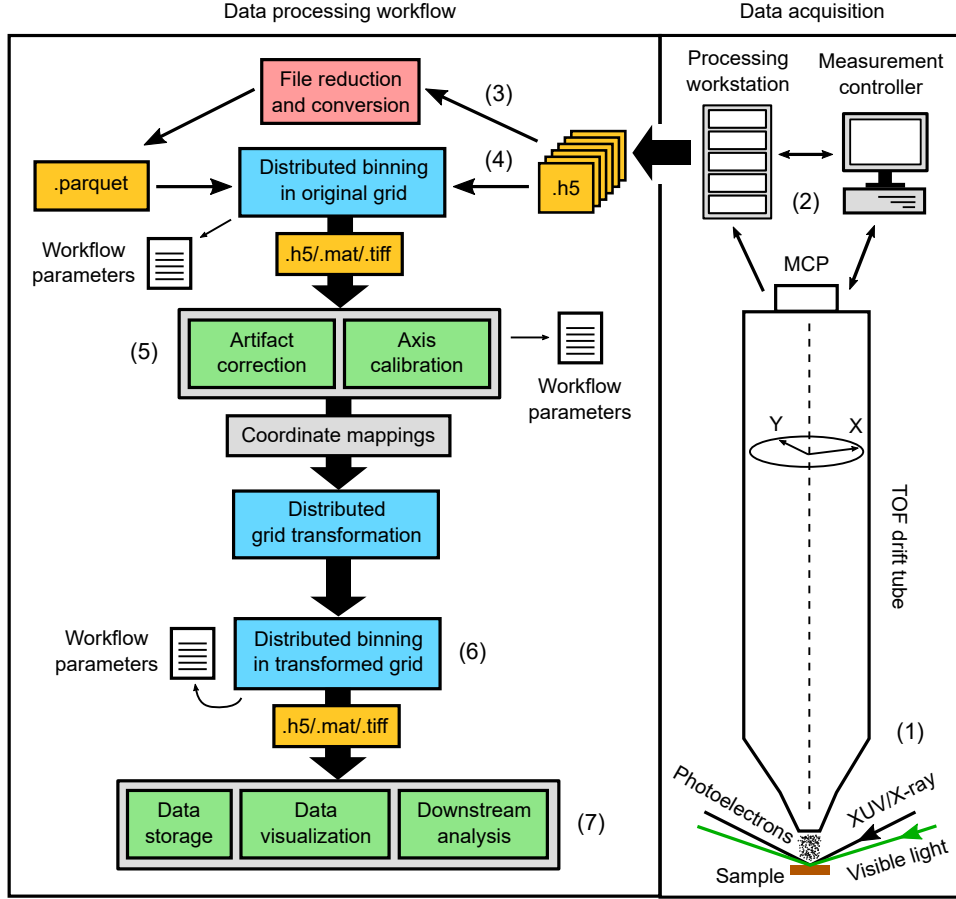 Data processing workflow
Data acquisition
File reduction
and conversion
(3)
(4)
.parquet
Distributed binning
in original grid
.h5
Workflow
parameters
.h5/.mat/.tiff
(5)
Artifact
correction
Axis
calibration
Workflow
parameters
Coordinate mappings
Distributed
grid transformation
Workflow
parameters
Distributed binning
in transformed grid
(6)
.h5/.mat/.tiff
Data
storage
Data
visualization
Downstream
analysis
(7)
Processing
workstation
Measurement
controller
(2)
MCP
Y
X
TOF drift tube
(1)
Photoelectrons
XUV/X-ray
Visible light
Sample